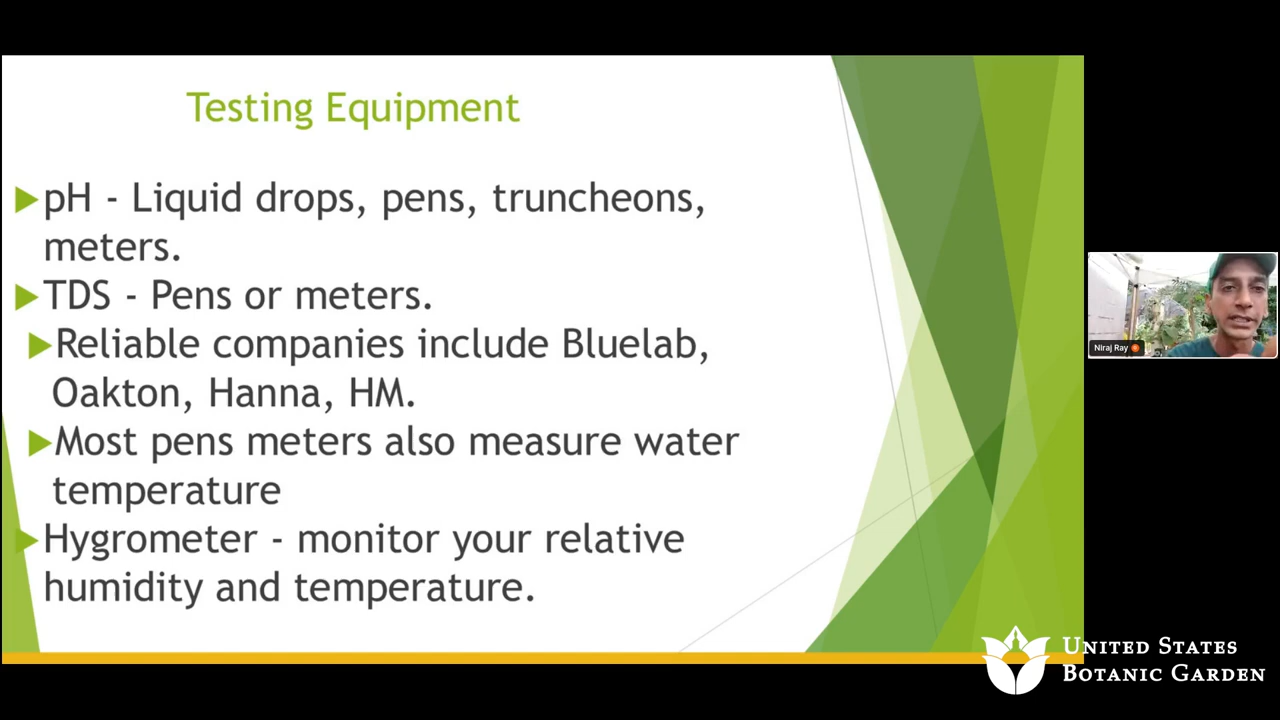 Testing Equipment
pH - Liquid drops, pens, truncheons,
meters.
TDS - Pens or meters.
Reliable companies include Bluelab,
Oakton, Hanna, HM.
Most pens meters also measure water
temperature
Hygrometer - monitor your relative
humidity and temperature.
Niraj Ray
UNITED STATES
BOTANIC GARDEN